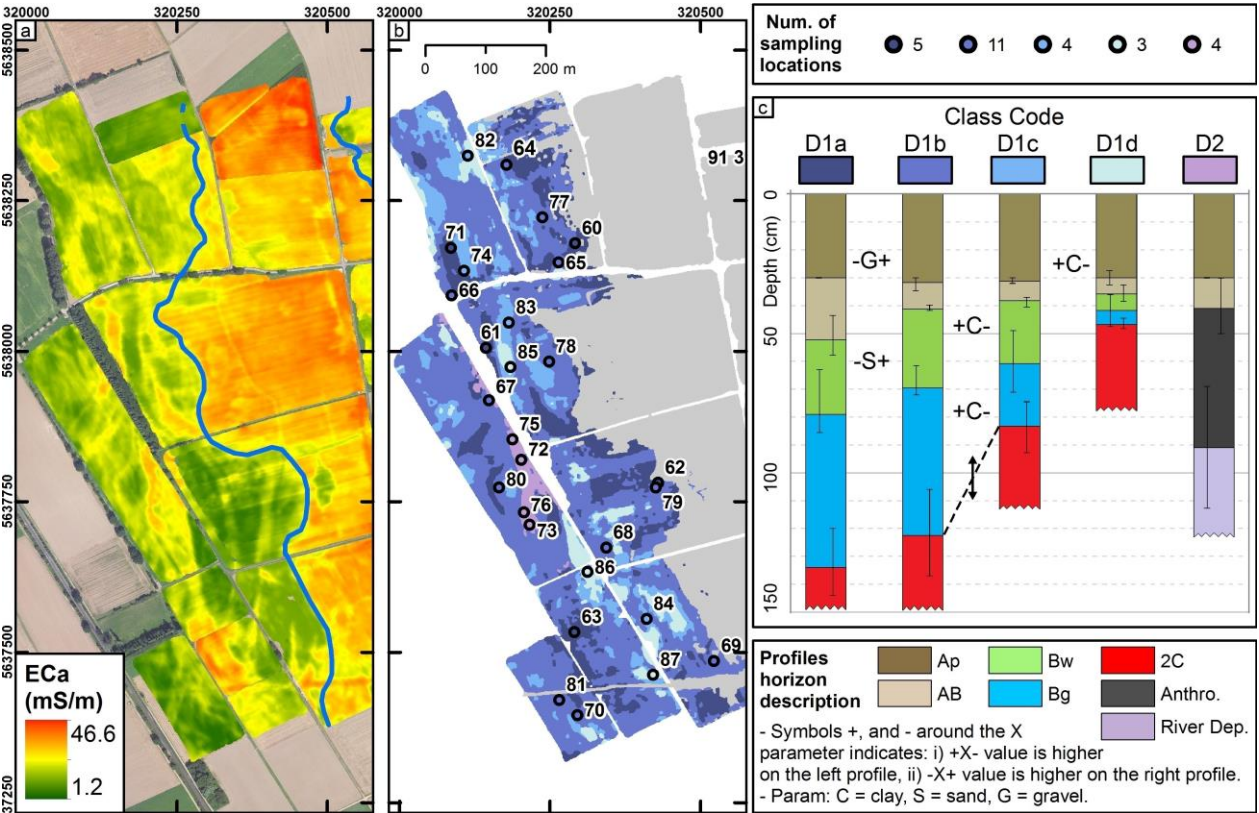 320000 320250 320500
320000 320250 320500
a
b
5638500
5638250
5638000
5637750
5637500
37250
ECa
(mS/m)
46.6
1.2
0 100 200 m
82
64
91 3
77
71
60
74
65
66
83
61
85
78
67
75
72
62
80
79
76
73
68
86
84
63
69
87
81
70
Num. of
sampling
locations
5 11 4 3 4
c
Class Code
D1a D1b D1c D1d D2
Depth (cm)
0
50
100
150
-G+
+C-
+C-
-S+
+C-
Profiles
horizon
description
Ap Bw 2C
AB Bg Anthro.
River Dep.
- Symbols +, and - around the X
parameter indicates: i) +X- value is higher
on the left profile, ii) -X+ value is higher on the right profile.
- Param: C = clay, S = sand, G = gravel.